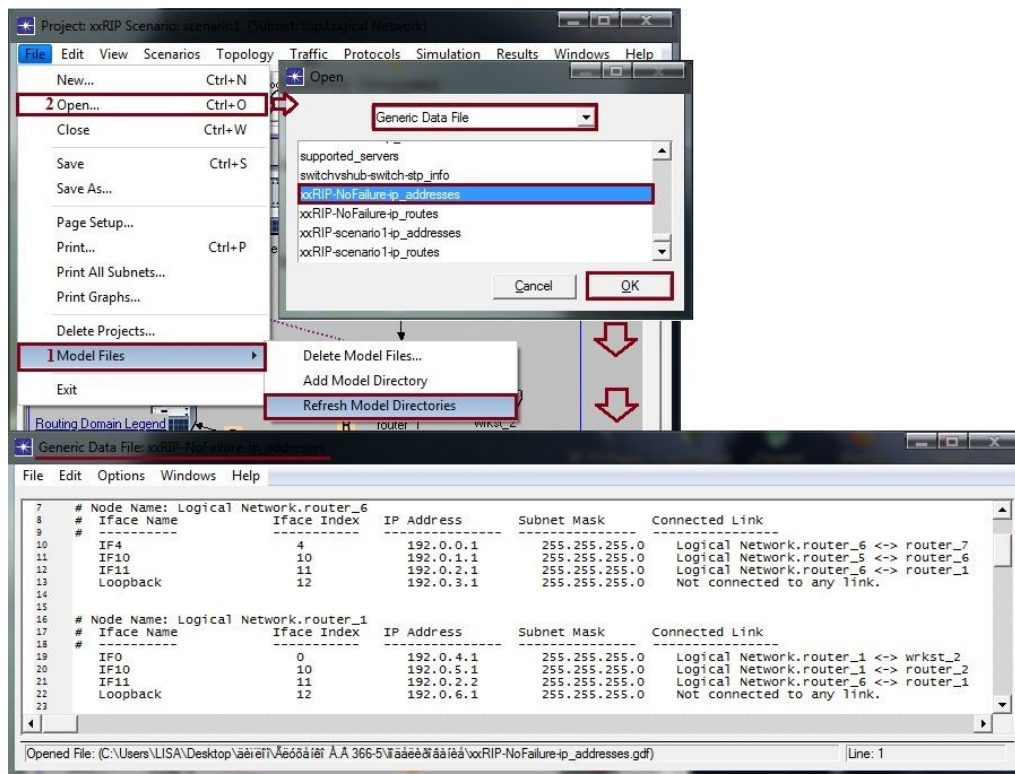 Project: xxRIP Scenario: scenario1 [Subnet: top.Logical Network]
File Edit View Scenarios Topology Traffic Protocols Simulation Results Windows Help
New... Ctrl+N
2 Open... Ctrl+O
Close Ctrl+W
Save Ctrl+S
Save As...
Page Setup...
Print... Ctrl+P
Print All Subnets...
Print Graphs...
Delete Projects...
1 Model Files
Exit
Open
Generic Data File
supported_servers
switchvshub-switch-stp_info
xxRIP-NoFailure-ip_addresses
xxRIP-NoFailure-ip_routes
xxRIP-scenario1-ip_addresses
xxRIP-scenario1-ip_routes
Cancel OK
Delete Model Files...
Add Model Directory
Refresh Model Directories
Routing Domain Legend
R router wrkst_2
Generic Data File: xxRIP-NoFailure-ip_addresses
File Edit Options Windows Help
7 # Node Name: Logical Network.router_6
8 # Iface Name Iface Index IP Address Subnet Mask Connected Link
9 # ---------- ----------- --------------- --------------- --------------
10 IF4 4 192.0.0.1 255.255.255.0 Logical Network.router_6 <-> router_7
11 IF10 10 192.0.1.1 255.255.255.0 Logical Network.router_5 <-> router_6
12 IF11 11 192.0.2.1 255.255.255.0 Logical Network.router_6 <-> router_1
13 Loopback 12 192.0.3.1 255.255.255.0 Not connected to any link.
14
15
16 # Node Name: Logical Network.router_1
17 # Iface Name Iface Index IP Address Subnet Mask Connected Link
18 # ---------- ----------- --------------- --------------- --------------
19 IF0 0 192.0.4.1 255.255.255.0 Logical Network.router_1 <-> wrkst_2
20 IF10 10 192.0.5.1 255.255.255.0 Logical Network.router_1 <-> router_2
21 IF11 11 192.0.2.2 255.255.255.0 Logical Network.router_6 <-> router_1
22 Loopback 12 192.0.6.1 255.255.255.0 Not connected to any link.
23
Opened File: (C:\Users\LISA\Desktop\äèïëîì\Ãëóõåíêî À.Â 366-5\Ìîäåëèðîâàíèå\xxRIP-NoFailure-ip_addresses.gdf) Line: 1